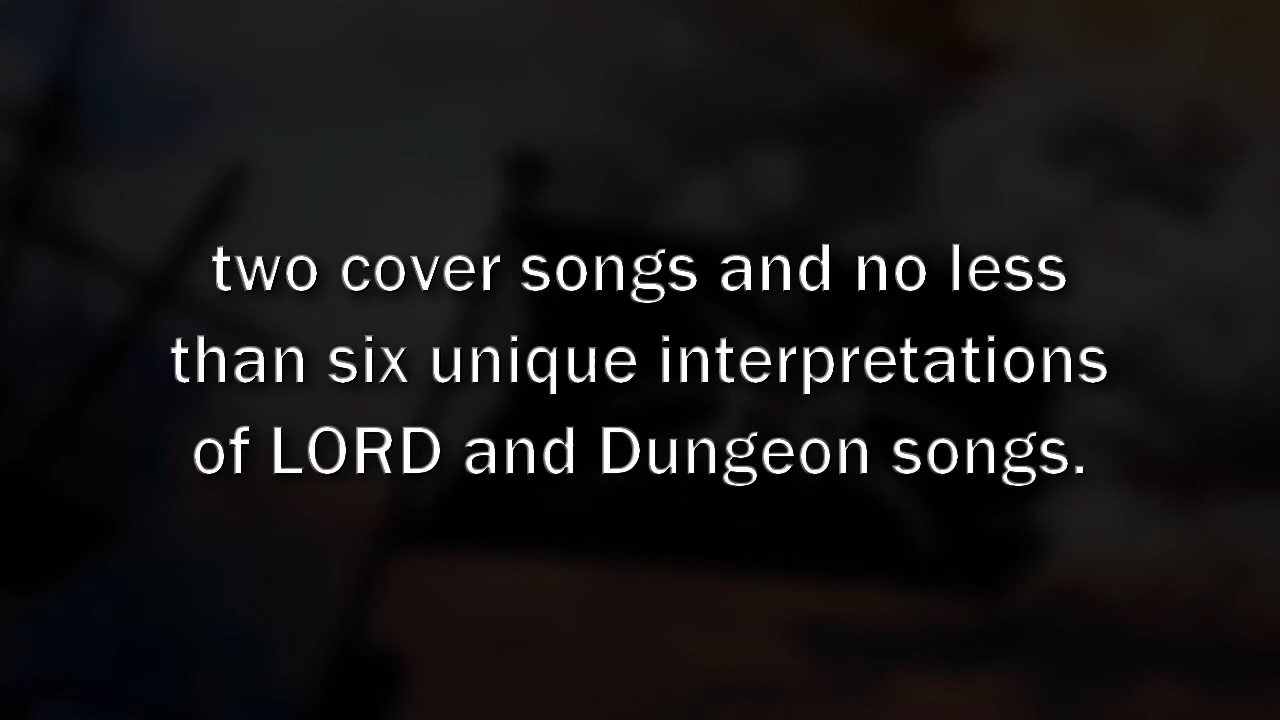 two cover songs and no less
than six unique interpretations
of LORD and Dungeon songs.